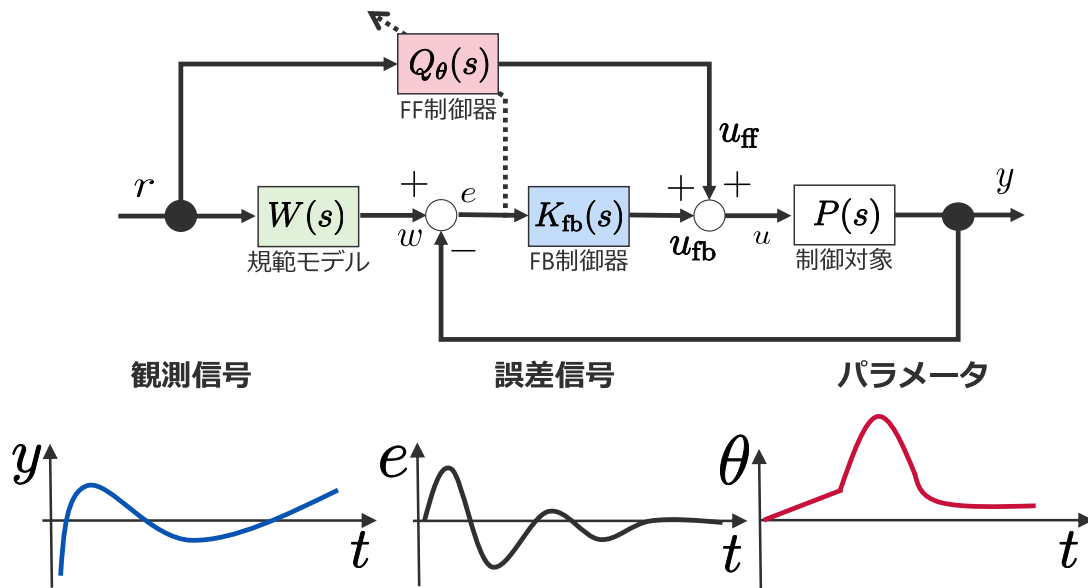 Q_θ(s)
FF制御器
u_ff
r
W(s)
規範モデル
+
w
−
e
K_fb(s)
FB制御器
+
+
u_fb
u
P(s)
制御対象
y
観測信号
誤差信号
パラメータ
y
t
e
t
θ
t